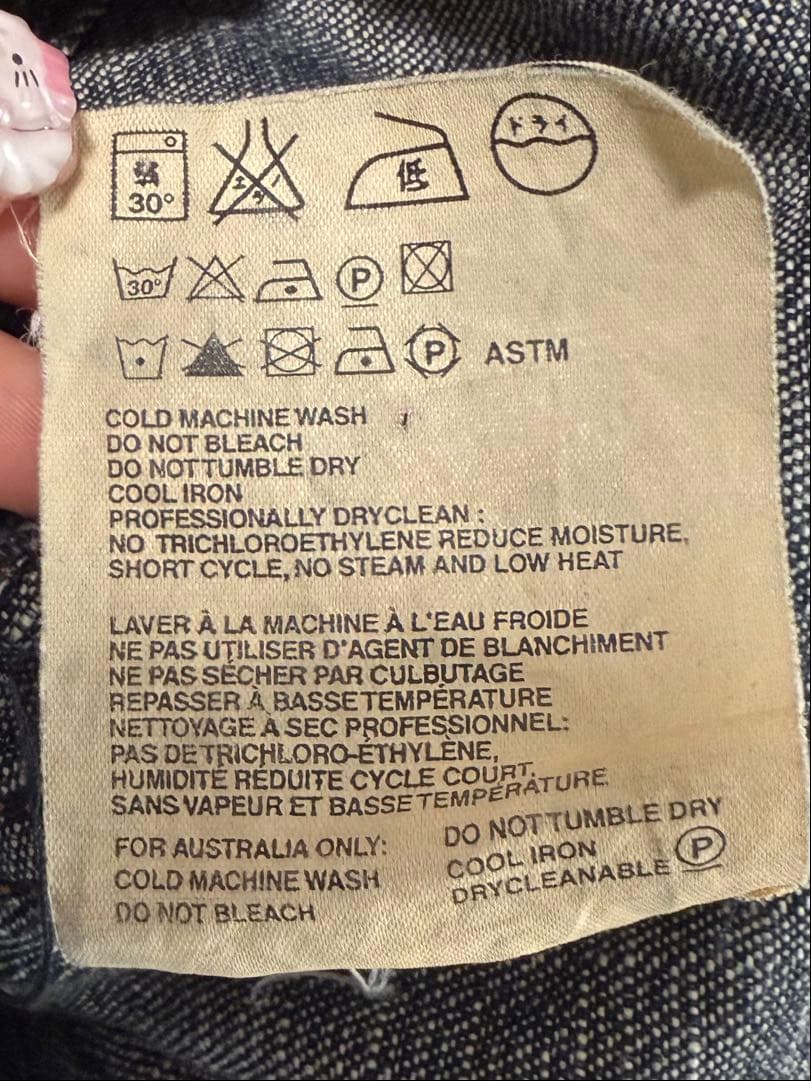 弱
30°
エンソ
低
ドライ
30°
P
P ASTM
COLD MACHINE WASH
DO NOT BLEACH
DO NOT TUMBLE DRY
COOL IRON
PROFESSIONALLY DRYCLEAN :
NO TRICHLOROETHYLENE REDUCE MOISTURE,
SHORT CYCLE, NO STEAM AND LOW HEAT
LAVER À LA MACHINE À L'EAU FROIDE
NE PAS UTILISER D'AGENT DE BLANCHIMENT
NE PAS SÉCHER PAR CULBUTAGE
REPASSER À BASSE TEMPÉRATURE
NETTOYAGE A SEC PROFESSIONNEL:
PAS DE TRICHLORO-ÉTHYLÈNE,
HUMIDITÉ RÉDUITE CYCLE COURT,
SANS VAPEUR ET BASSE TEMPÉRATURE
FOR AUSTRALIA ONLY:
COLD MACHINE WASH
DO NOT BLEACH
DO NOT TUMBLE DRY
COOL IRON
DRYCLEANABLE P